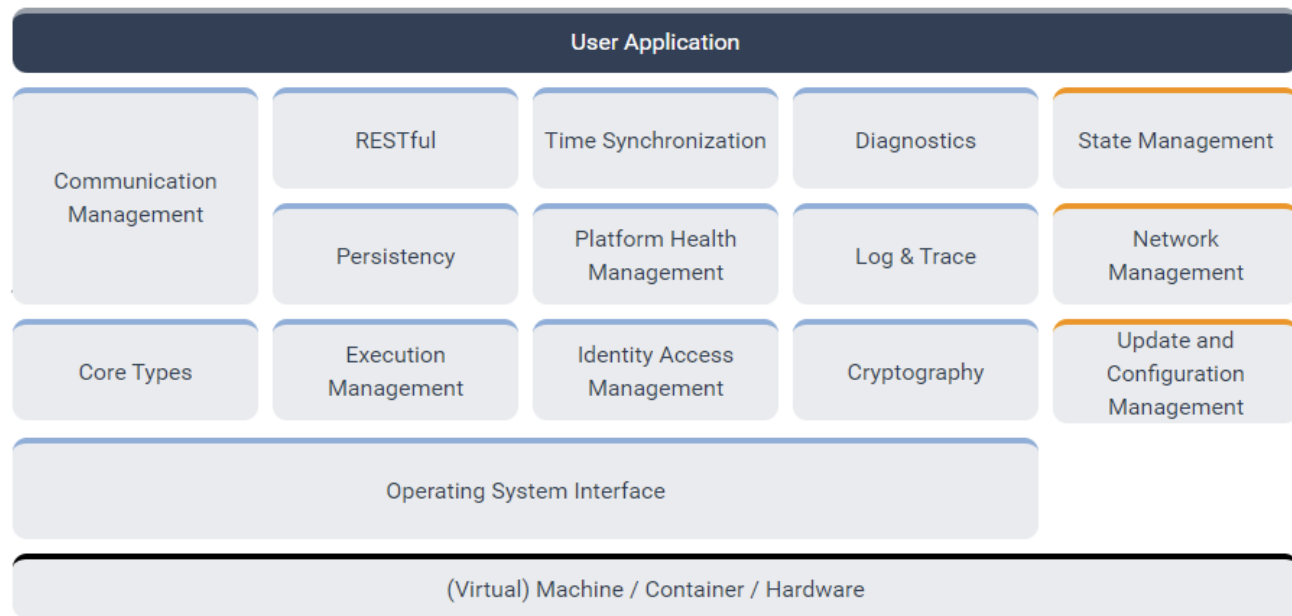 User Application
Communication
Management
RESTful
Time Synchronization
Diagnostics
State Management
Persistency
Platform Health
Management
Log & Trace
Network
Management
Core Types
Execution
Management
Identity Access
Management
Cryptography
Update and
Configuration
Management
Operating System Interface
(Virtual) Machine / Container / Hardware